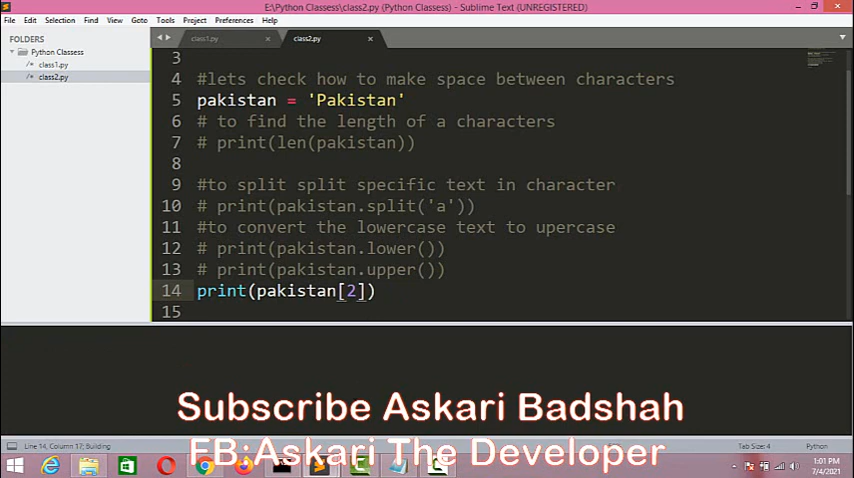 E:\Python Classess\class2.py (Python Classess) - Sublime Text (UNREGISTERED)
File Edit Selection Find View Goto Tools Project Preferences Help
FOLDERS
Python Classess
class1.py
class2.py
class1.py class2.py
3
4 #lets check how to make space between characters
5 pakistan = 'Pakistan'
6 # to find the length of a characters
7 # print(len(pakistan))
8
9 #to split split specific text in character
10 # print(pakistan.split('a'))
11 #to convert the lowercase text to upercase
12 # print(pakistan.lower())
13 # print(pakistan.upper())
14 print(pakistan[2])
15
Subscribe Askari Badshah
FB:Askari The Developer
Line 14, Column 17; Building
Tab Size: 4 Python
1:01 PM
7/4/2021